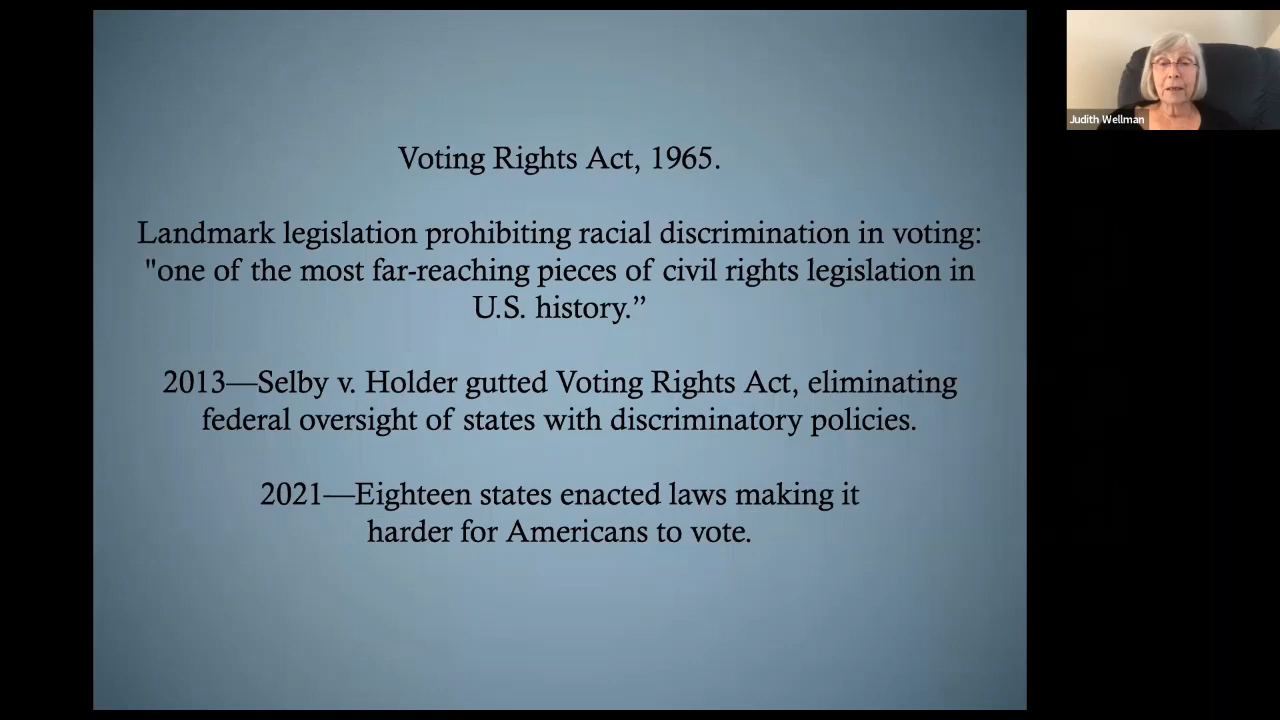 Voting Rights Act, 1965.
Landmark legislation prohibiting racial discrimination in voting:
"one of the most far-reaching pieces of civil rights legislation in
U.S. history.”
2013—Selby v. Holder gutted Voting Rights Act, eliminating
federal oversight of states with discriminatory policies.
2021—Eighteen states enacted laws making it
harder for Americans to vote.
Judith Wellman